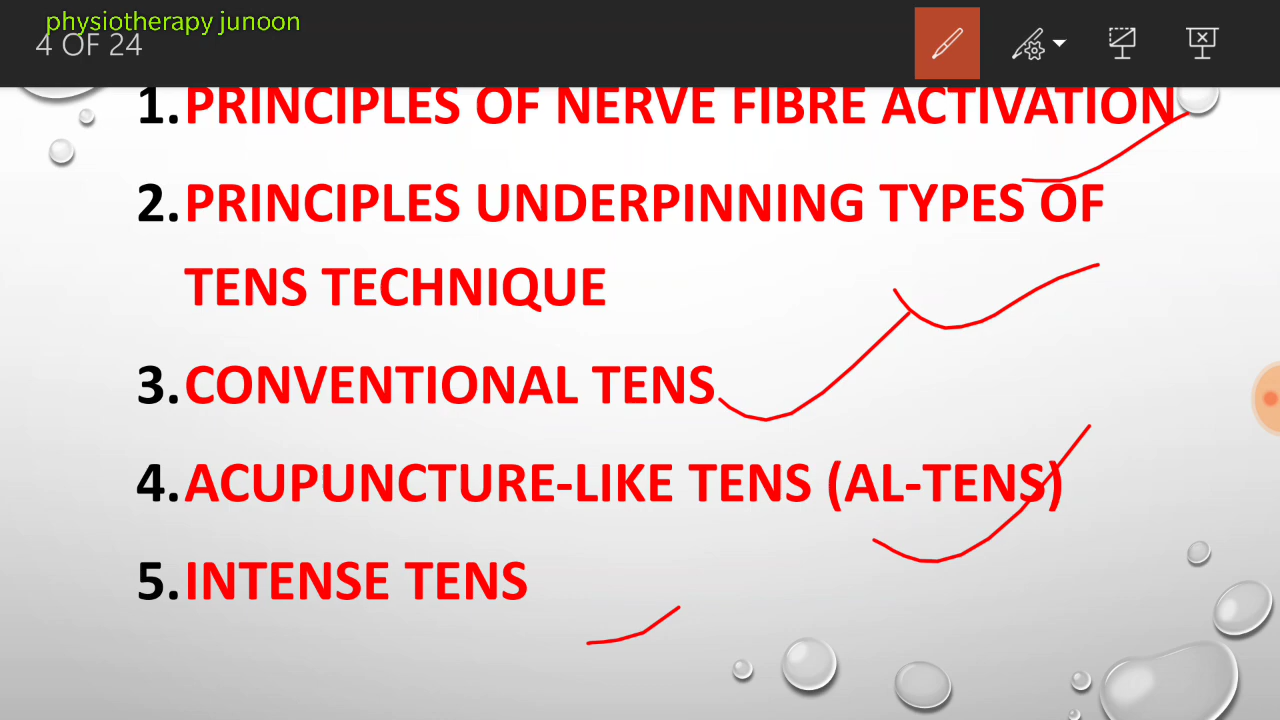 physiotherapy junoon
4 OF 24
1. PRINCIPLES OF NERVE FIBRE ACTIVATION
2. PRINCIPLES UNDERPINNING TYPES OF
TENS TECHNIQUE
3. CONVENTIONAL TENS
4. ACUPUNCTURE-LIKE TENS (AL-TENS)
5. INTENSE TENS